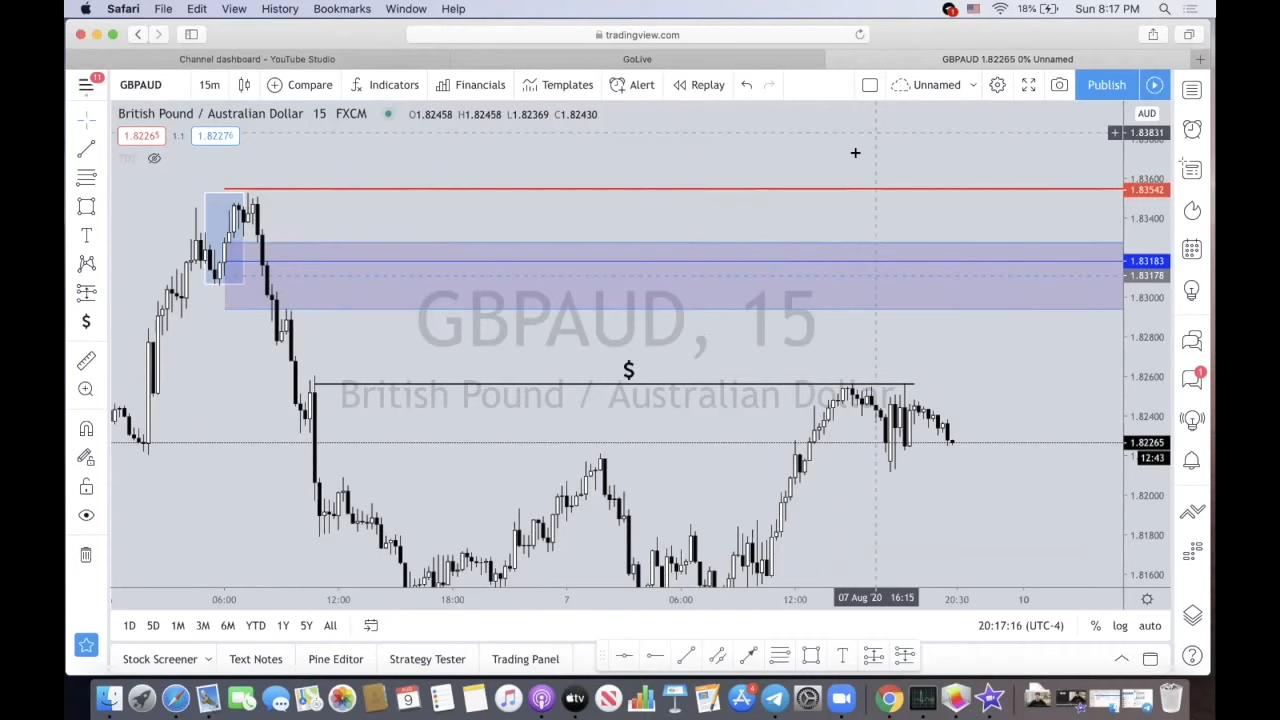 Safari File Edit View History Bookmarks Window Help 18% Sun 8:17 PM
tradingview.com
Channel dashboard - YouTube Studio GoLive GBPAUD 1.82265 0% Unnamed
11
GBPAUD 15m Compare Indicators Financials Templates Alert Replay Unnamed Publish
British Pound / Australian Dollar 15 FXCM O1.82458 H1.82458 L1.82369 C1.82430 AUD
1.82265 1.1 1.82276 1.83831
1.83600
1.83542
1.83400
1.83183
1.83178
1.83000
GBPAUD, 15
1.82800
$
1.82600
British Pound / Australian Dollar
1.82400
1.82265
12:43
1.82000
1.81800
1.81600
06:00 12:00 18:00 7 06:00 12:00 07 Aug '20 16:15 20:30 10
1D 5D 1M 3M 6M YTD 1Y 5Y All 20:17:16 (UTC-4) % log auto
Stock Screener Text Notes Pine Editor Strategy Tester Trading Panel